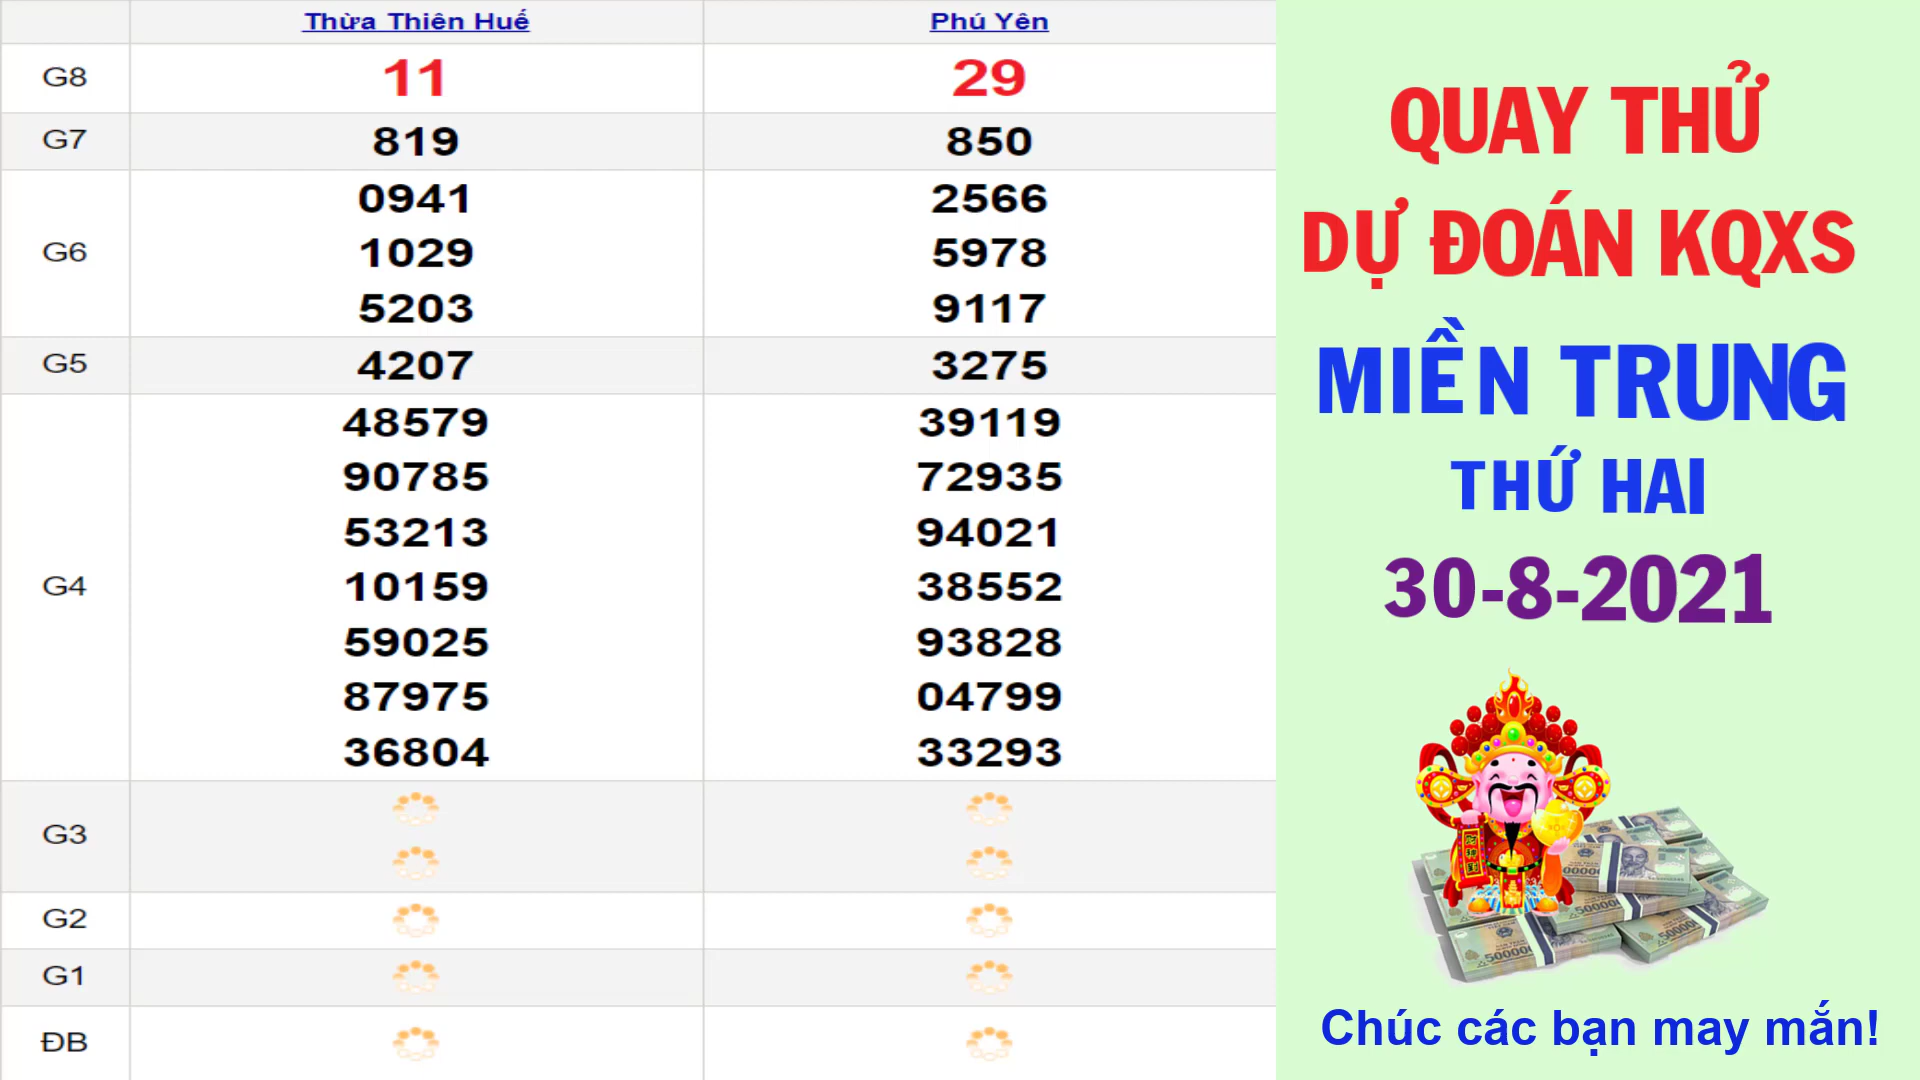 Thừa Thiên Huế Phú Yên
G8 11 29
G7 819 850
0941 2566
G6 1029 5978
5203 9117
G5 4207 3275
48579 39119
90785 72935
53213 94021
G4 10159 38552
59025 93828
87975 04799
36804 33293
G3
G2
G1
ĐB
QUAY THỬ
DỰ ĐOÁN KQXS
MIỀN TRUNG
THỨ HAI
30-8-2021
Chúc các bạn may mắn!